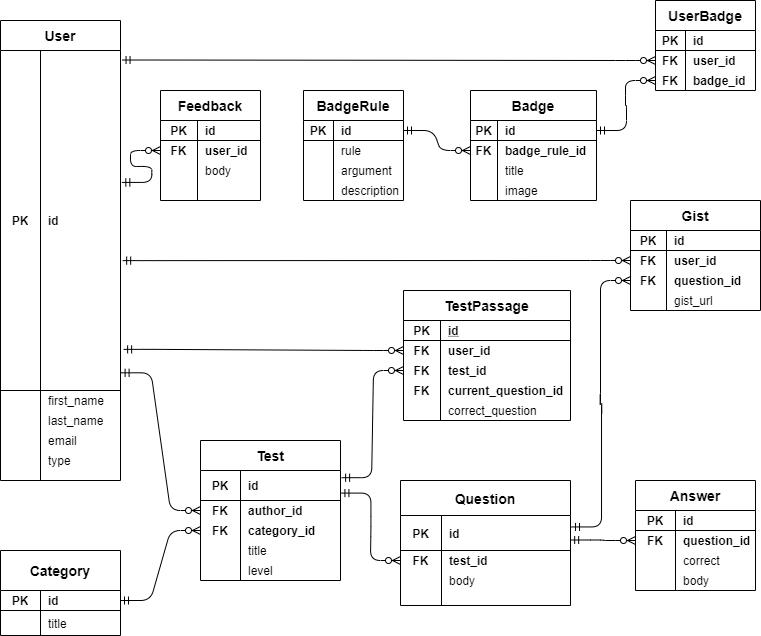 User
PK id
first_name
last_name
email
type
UserBadge
PK id
FK user_id
FK badge_id
Feedback
PK id
FK user_id
body
BadgeRule
PK id
rule
argument
description
Badge
PK id
FK badge_rule_id
title
image
Gist
PK id
FK user_id
FK question_id
gist_url
TestPassage
PK id
FK user_id
FK test_id
FK current_question_id
correct_question
Test
PK id
FK author_id
FK category_id
title
level
Question
PK id
FK test_id
body
Answer
PK id
FK question_id
correct
body
Category
PK id
title